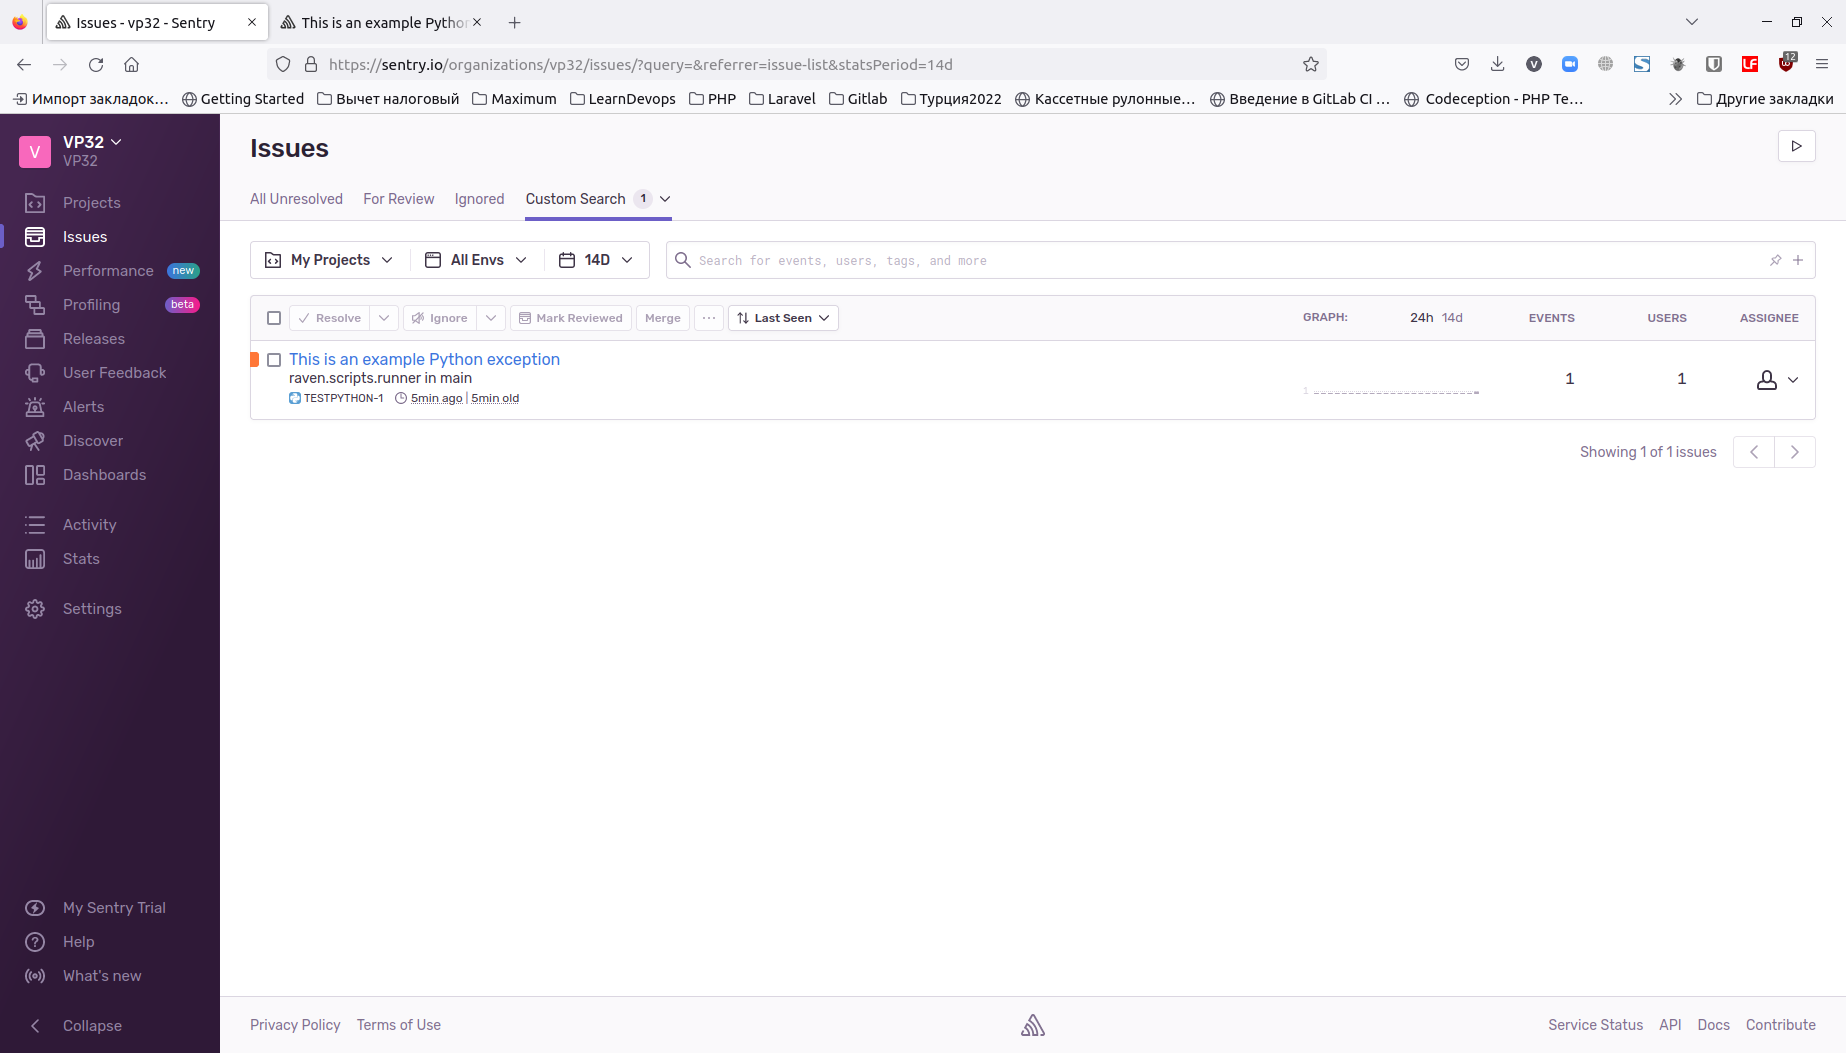 Issues - vp32 - Sentry
This is an example Pytho
https://sentry.io/organizations/vp32/issues/?query=&referrer=issue-list&statsPeriod=14d
12
Импорт закладок… Getting Started Вычет налоговый Maximum LearnDevops PHP Laravel Gitlab Турция2022 Кассетные рулонные… Введение в GitLab CI … Codeception - PHP Te… Другие закладки
V
VP32
VP32
Projects
Issues
Performance new
Profiling beta
Releases
User Feedback
Alerts
Discover
Dashboards
Activity
Stats
Settings
My Sentry Trial
Help
What's new
Collapse
Issues
All Unresolved For Review Ignored Custom Search 1
My Projects All Envs 14D Search for events, users, tags, and more
Resolve Ignore Mark Reviewed Merge ... Last Seen GRAPH: 24h 14d EVENTS USERS ASSIGNEE
This is an example Python exception
raven.scripts.runner in main
TESTPYTHON-1 5min ago | 5min old
1
1 1
Showing 1 of 1 issues
Privacy Policy Terms of Use Service Status API Docs Contribute